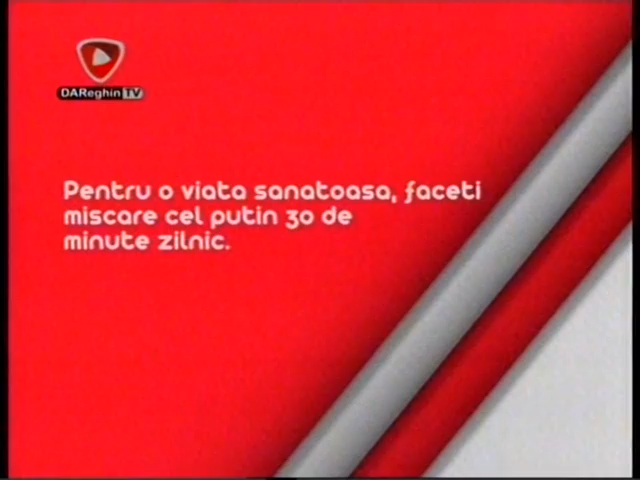 DAReghin TV
Pentru o viata sanatoasa, faceti
miscare cel putin 30 de
minute zilnic.